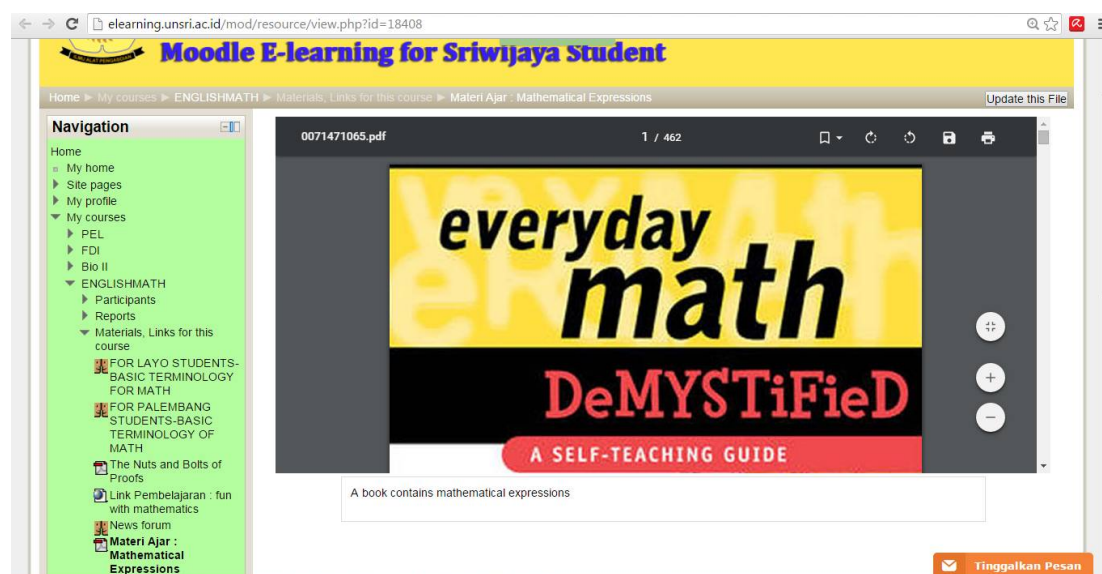 elearning.unsri.ac.id/mod/resource/view.php?id=18408
Moodle E-learning for Sriwijaya Student
Home ► My courses ► ENGLISHMATH ► Materials, Links for this course ► Materi Ajar : Mathematical Expressions
Update this File
Navigation
Home
My home
Site pages
My profile
My courses
PEL
FDI
Bio II
ENGLISHMATH
Participants
Reports
Materials, Links for this
course
FOR LAYO STUDENTS-
BASIC TERMINOLOGY
FOR MATH
FOR PALEMBANG
STUDENTS-BASIC
TERMINOLOGY OF
MATH
The Nuts and Bolts of
Proofs
Link Pembelajaran : fun
with mathematics
News forum
Materi Ajar :
Mathematical
Expressions
0071471065.pdf
1 / 462
everyday
math
DeMYSTiFieD
A SELF-TEACHING GUIDE
A book contains mathematical expressions
Tinggalkan Pesan